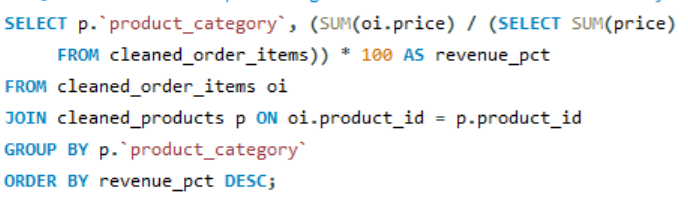 SELECT p.`product_category`, (SUM(oi.price) / (SELECT SUM(price)
FROM cleaned_order_items)) * 100 AS revenue_pct
FROM cleaned_order_items oi
JOIN cleaned_products p ON oi.product_id = p.product_id
GROUP BY p.`product_category`
ORDER BY revenue_pct DESC;